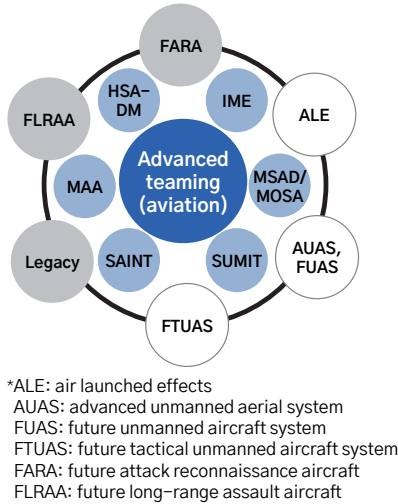 FARA
HSA-
DM
IME
FLRAA
ALE
Advanced
teaming
(aviation)
MAA
MSAD/
MOSA
Legacy
SAINT
SUMIT
AUAS,
FUAS
FTUAS
*ALE: air launched effects
AUAS: advanced unmanned aerial system
FUAS: future unmanned aircraft system
FTUAS: future tactical unmanned aircraft system
FARA: future attack reconnaissance aircraft
FLRAA: future long-range assault aircraft